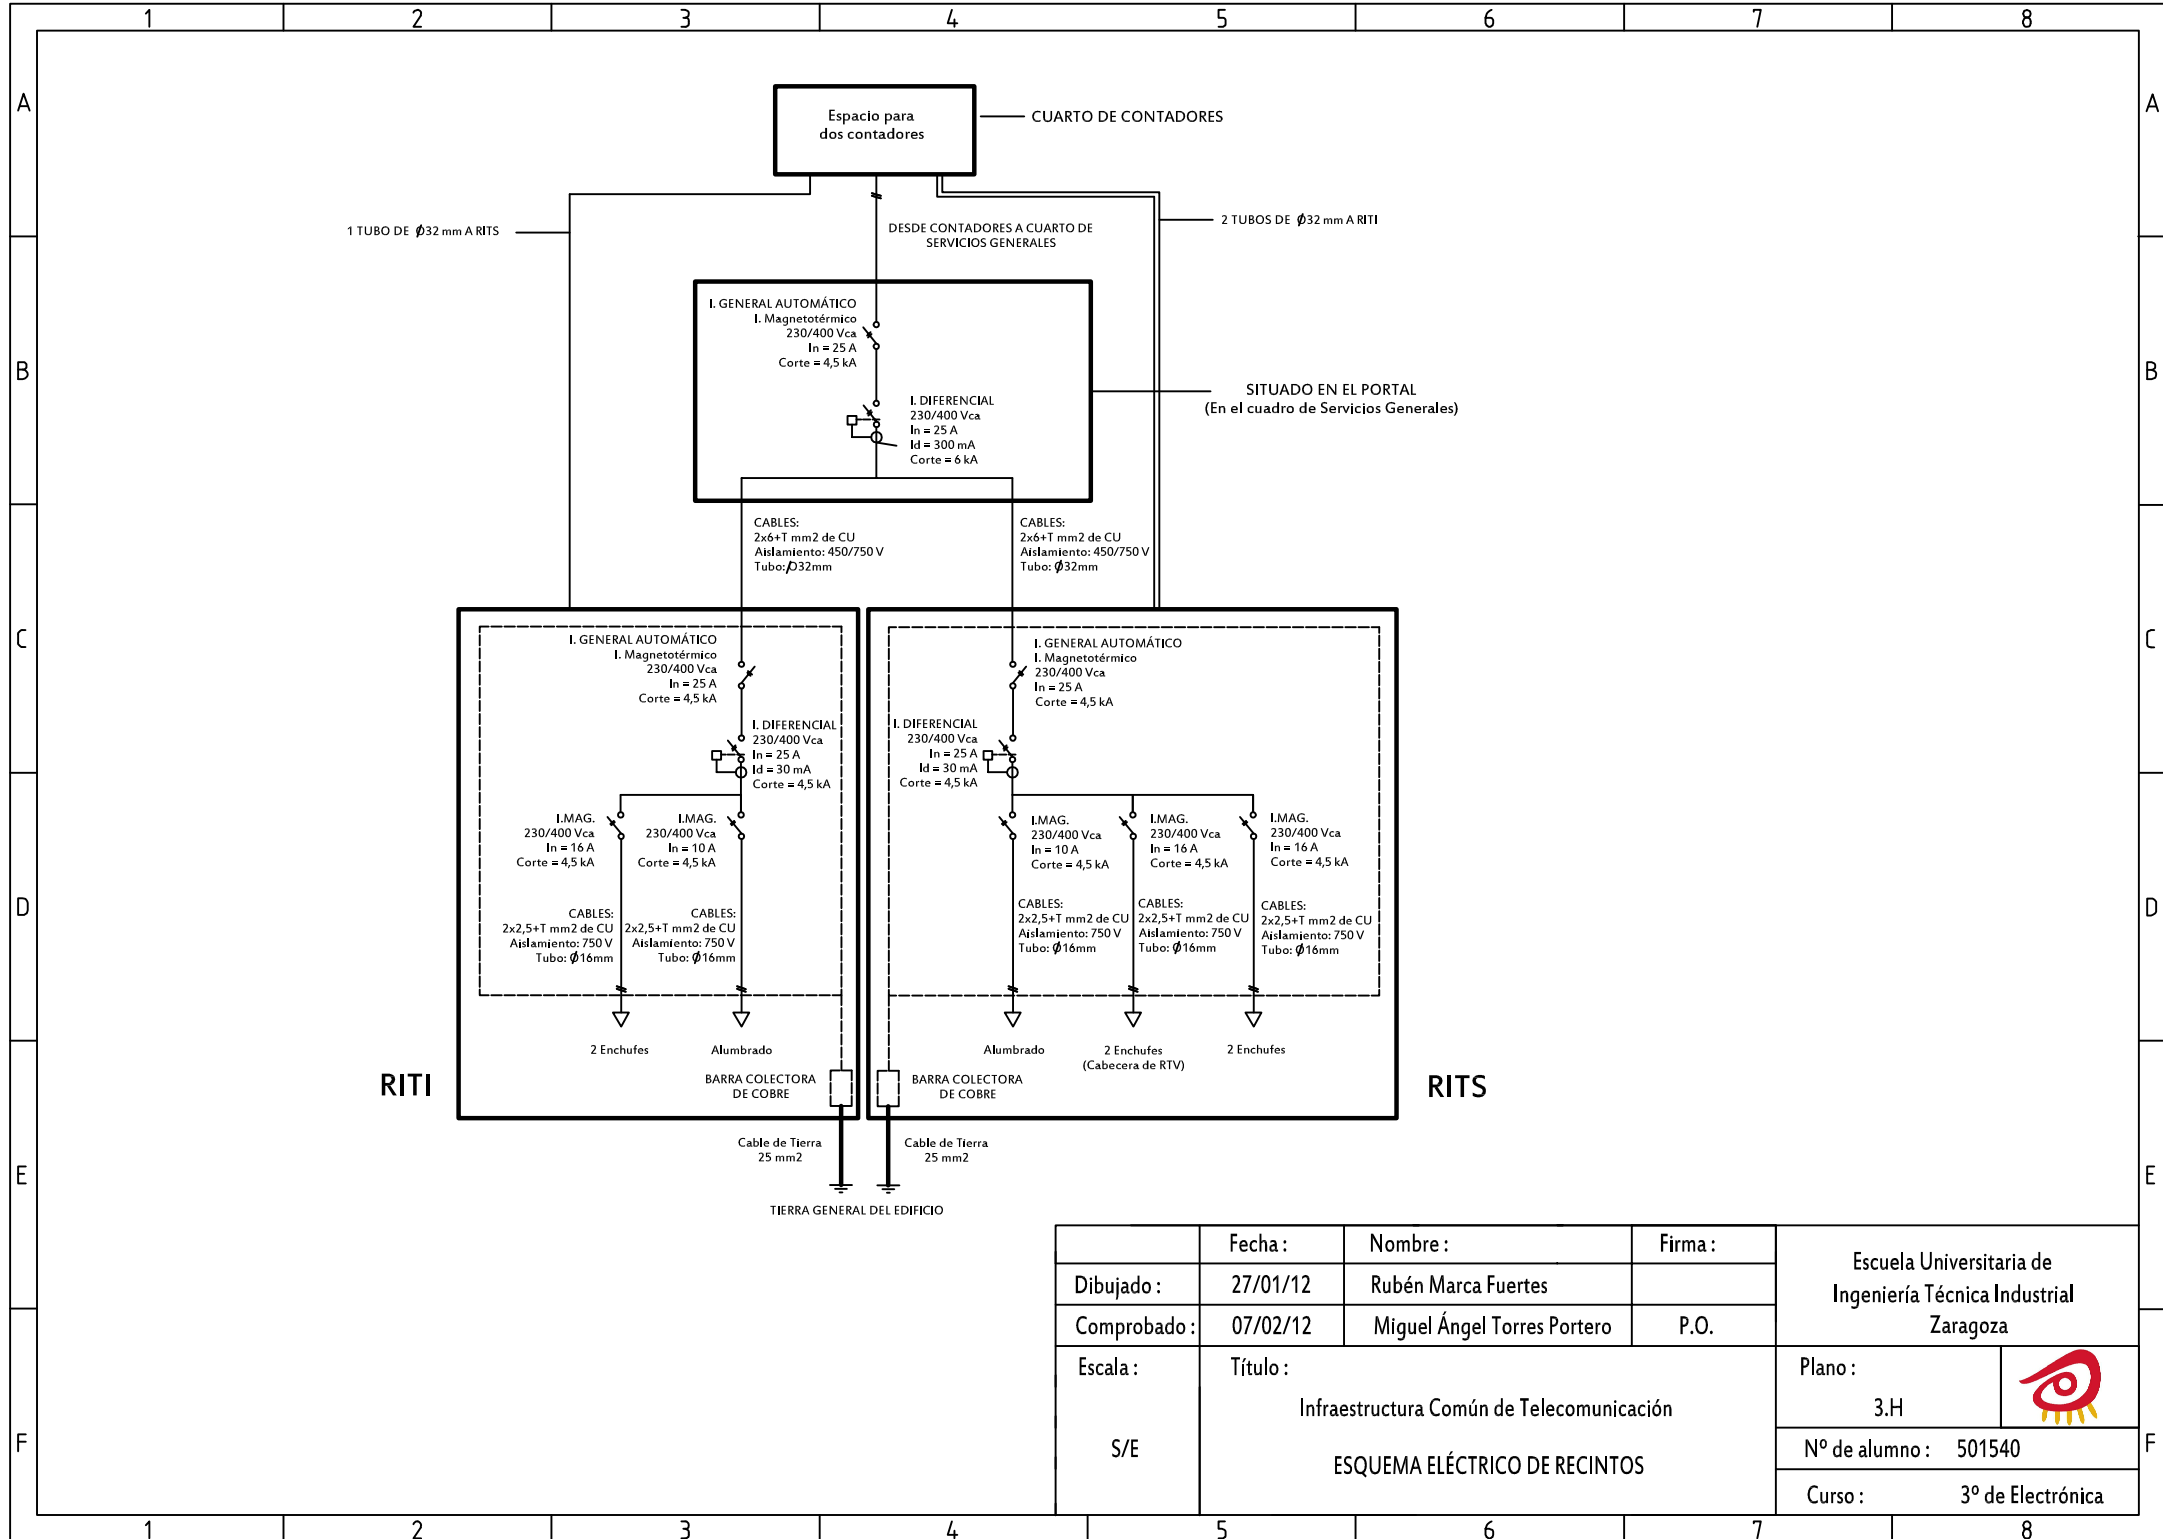 1 2 3 4 5 6 7 8
A A
Espacio para
dos contadores
CUARTO DE CONTADORES
1 TUBO DE Ø32 mm A RITS
DESDE CONTADORES A CUARTO DE
SERVICIOS GENERALES
2 TUBOS DE Ø32 mm A RITI
B B
I. GENERAL AUTOMÁTICO
I. Magnetotérmico
230/400 Vca
In = 25 A
Corte = 4,5 kA
I. DIFERENCIAL
230/400 Vca
In = 25 A
Id = 300 mA
Corte = 6 kA
SITUADO EN EL PORTAL
(En el cuadro de Servicios Generales)
CABLES:
2x6+T mm2 de CU
Aislamiento: 450/750 V
Tubo: Ø32mm
CABLES:
2x6+T mm2 de CU
Aislamiento: 450/750 V
Tubo: Ø32mm
C C
I. GENERAL AUTOMÁTICO
I. Magnetotérmico
230/400 Vca
In = 25 A
Corte = 4,5 kA
I. DIFERENCIAL
230/400 Vca
In = 25 A
Id = 30 mA
Corte = 4,5 kA
I.MAG.
230/400 Vca
In = 16 A
Corte = 4,5 kA
I.MAG.
230/400 Vca
In = 10 A
Corte = 4,5 kA
CABLES:
2x2,5+T mm2 de CU
Aislamiento: 750 V
Tubo: Ø16mm
CABLES:
2x2,5+T mm2 de CU
Aislamiento: 750 V
Tubo: Ø16mm
2 Enchufes
Alumbrado
BARRA COLECTORA
DE COBRE
RITI
I. GENERAL AUTOMÁTICO
I. Magnetotérmico
230/400 Vca
In = 25 A
Corte = 4,5 kA
I. DIFERENCIAL
230/400 Vca
In = 25 A
Id = 30 mA
Corte = 4,5 kA
I.MAG.
230/400 Vca
In = 10 A
Corte = 4,5 kA
I.MAG.
230/400 Vca
In = 16 A
Corte = 4,5 kA
I.MAG.
230/400 Vca
In = 16 A
Corte = 4,5 kA
D D
CABLES:
2x2,5+T mm2 de CU
Aislamiento: 750 V
Tubo: Ø16mm
CABLES:
2x2,5+T mm2 de CU
Aislamiento: 750 V
Tubo: Ø16mm
CABLES:
2x2,5+T mm2 de CU
Aislamiento: 750 V
Tubo: Ø16mm
Alumbrado
2 Enchufes
(Cabecera de RTV)
2 Enchufes
BARRA COLECTORA
DE COBRE
RITS
Cable de Tierra
25 mm2
Cable de Tierra
25 mm2
E E
TIERRA GENERAL DEL EDIFICIO
Fecha : Nombre : Firma :
Dibujado : 27/01/12 Rubén Marca Fuertes
Comprobado : 07/02/12 Miguel Ángel Torres Portero P.O.
Escuela Universitaria de
Ingeniería Técnica Industrial
Zaragoza
Escala :
S/E
Título :
Infraestructura Común de Telecomunicación
ESQUEMA ELÉCTRICO DE RECINTOS
Plano :
3.H
Nº de alumno : 501540
Curso : 3º de Electrónica
F F
1 2 3 4 5 6 7 8